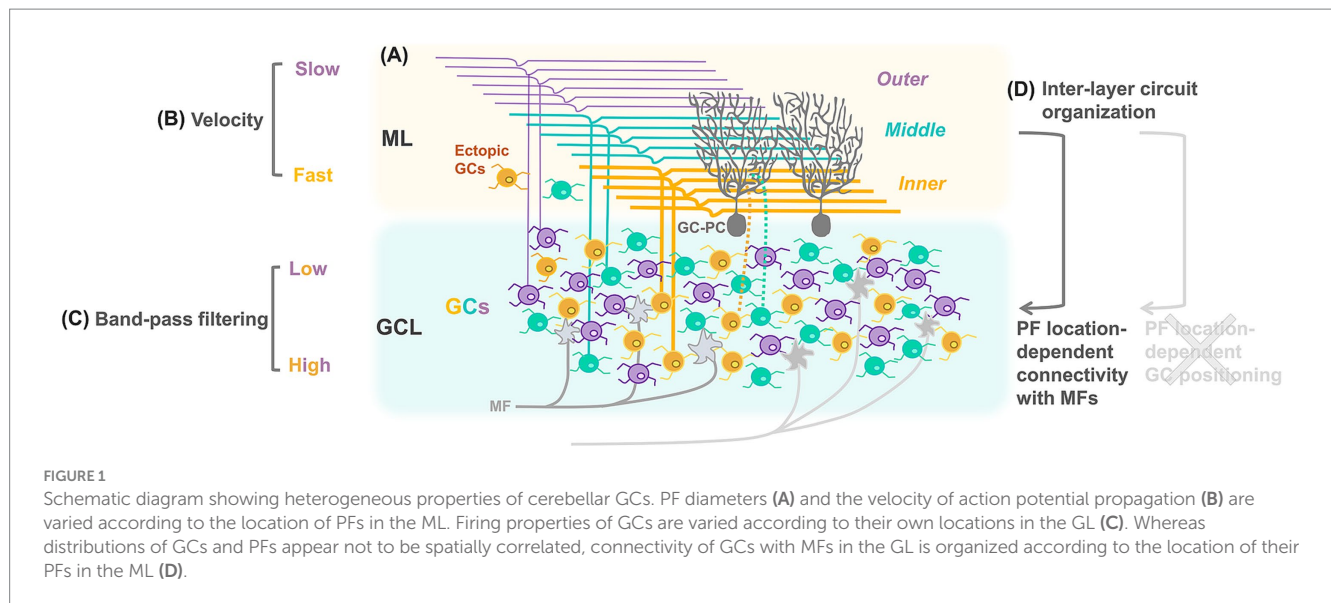 (A)
Slow
(B) Velocity
Fast
ML
Ectopic
GCs
Outer
Middle
Inner
GC-PC
(D) Inter-layer circuit
organization
Low
(C) Band-pass filtering
High
GCs
GCL
MF
PF location-
dependent
connectivity
with MFs
PF location-
dependent
GC positioning
FIGURE 1
Schematic diagram showing heterogeneous properties of cerebellar GCs. PF diameters (A) and the velocity of action potential propagation (B) are
varied according to the location of PFs in the ML. Firing properties of GCs are varied according to their own locations in the GL (C). Whereas
distributions of GCs and PFs appear not to be spatially correlated, connectivity of GCs with MFs in the GL is organized according to the location of their
PFs in the ML (D).